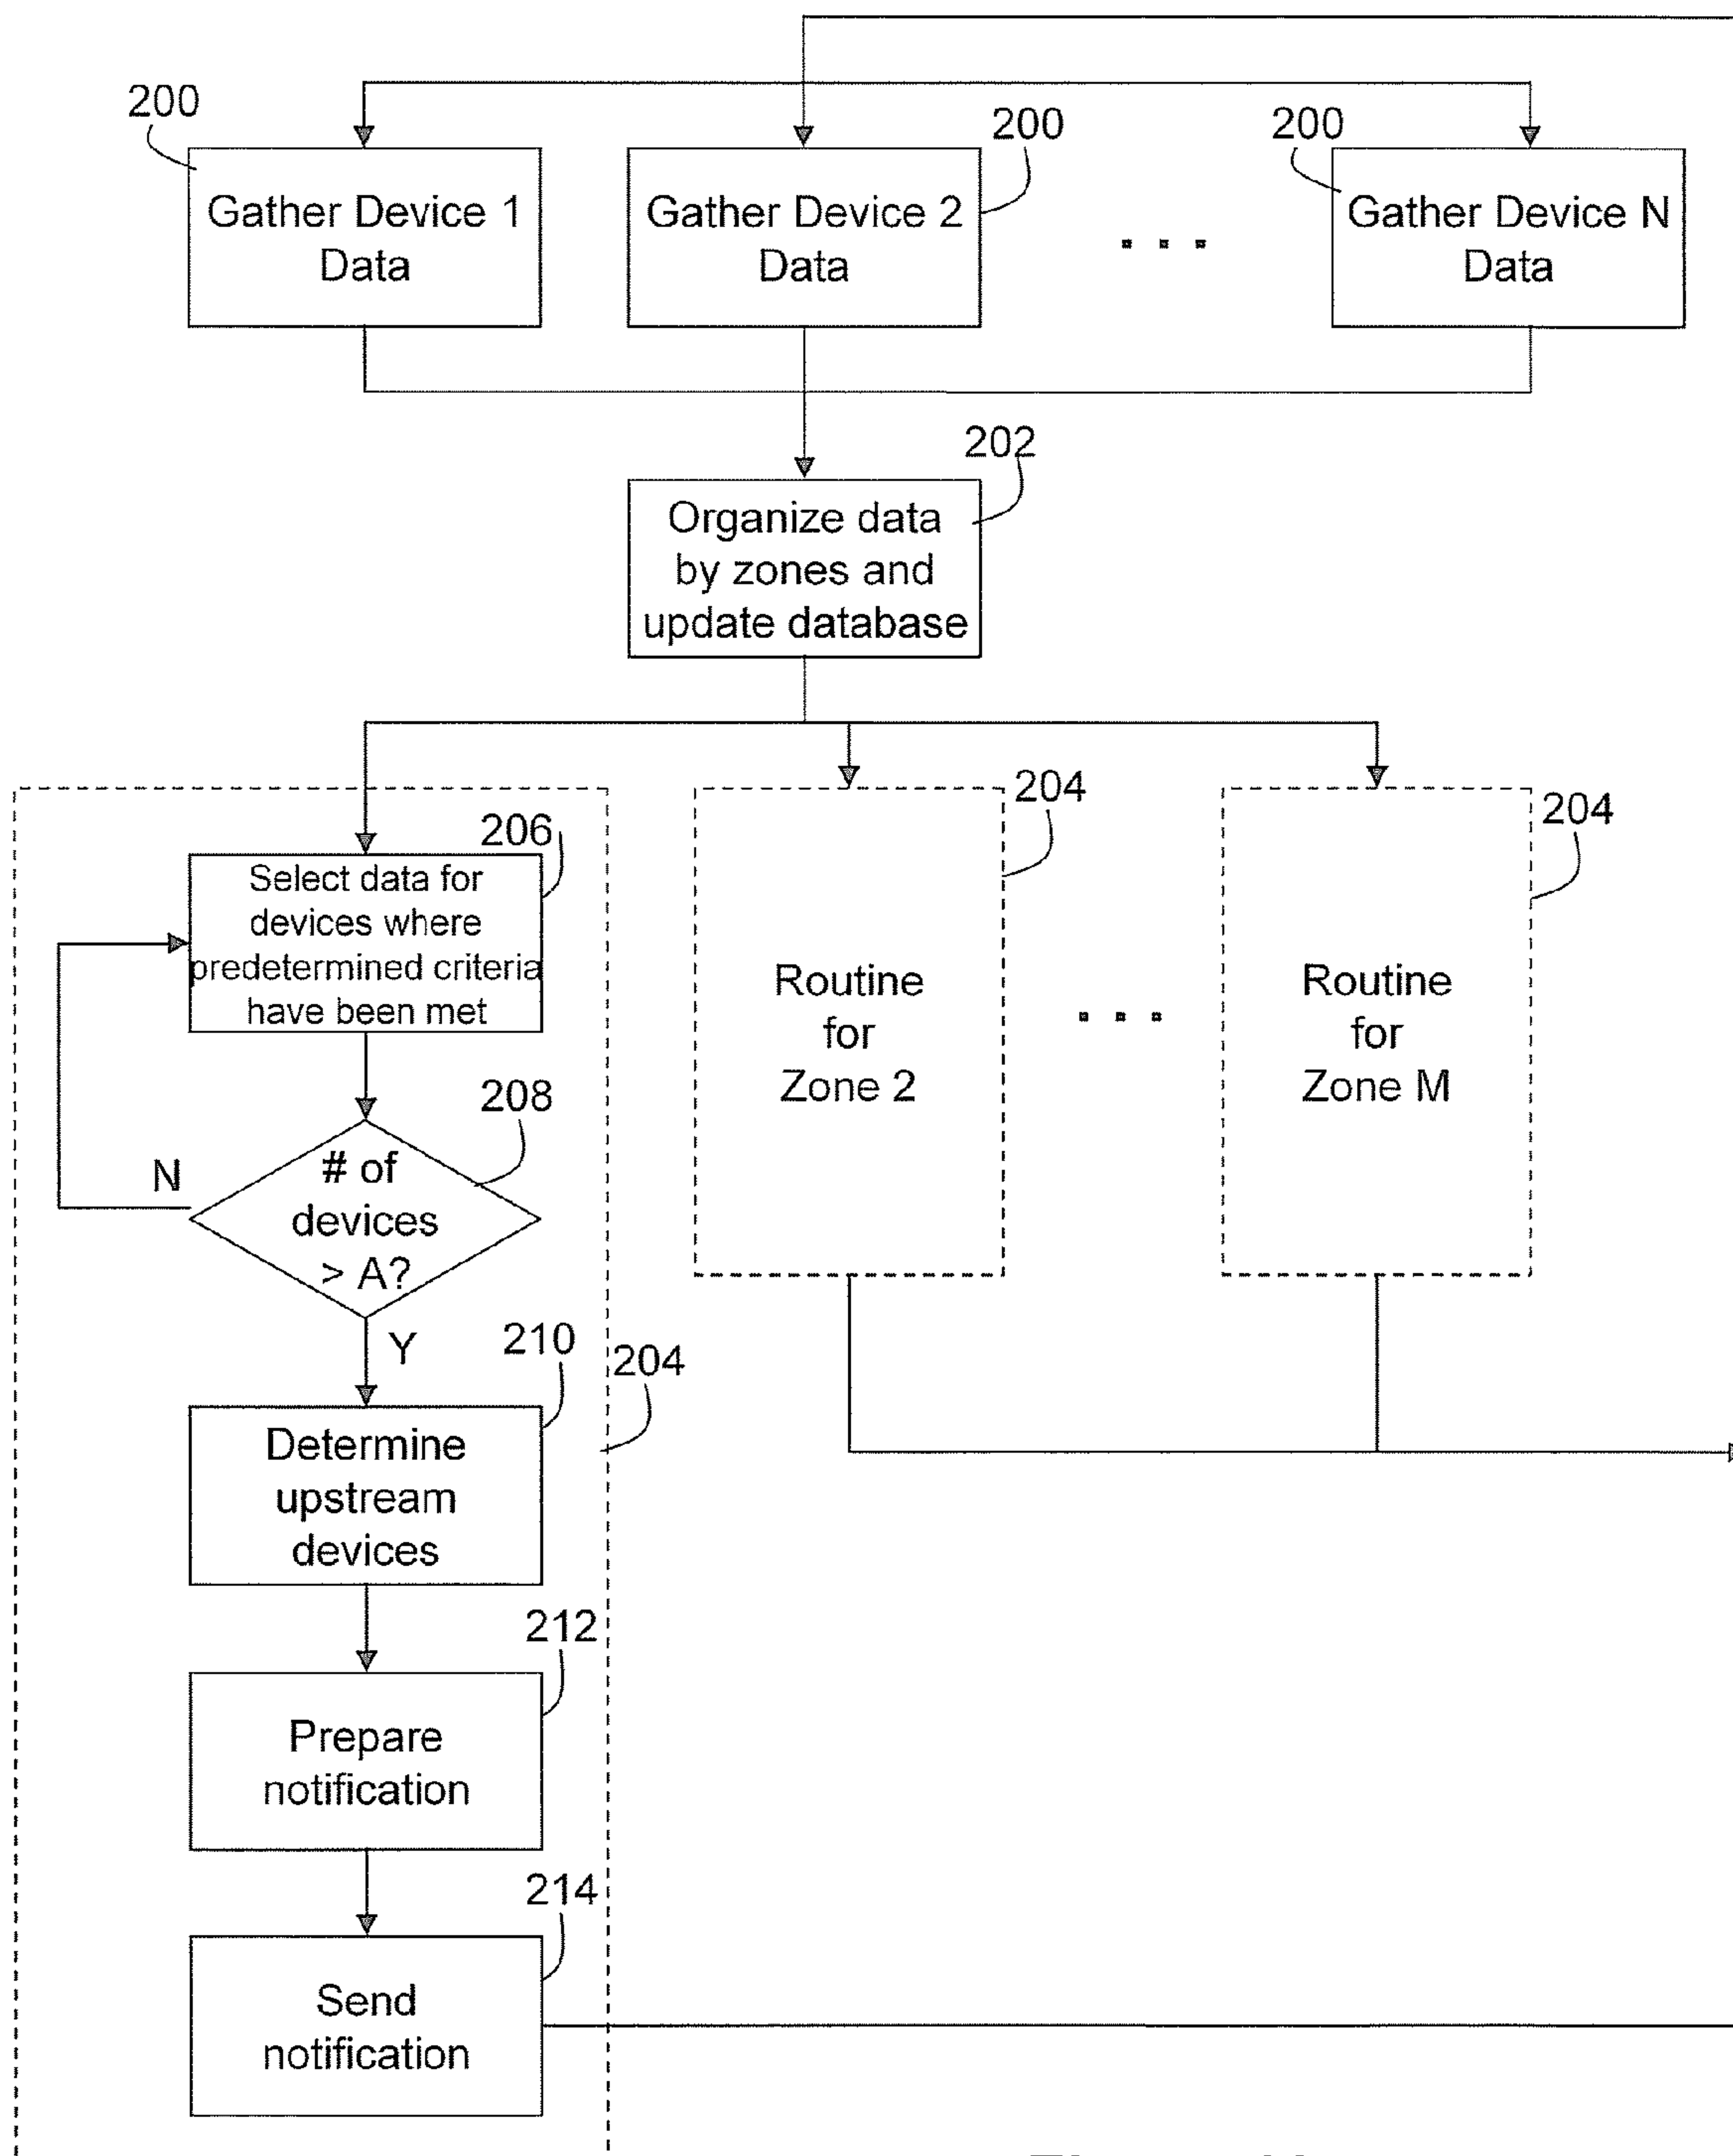 200
200
200
Gather Device 1
Data
Gather Device 2
Data
. . .
Gather Device N
Data
202
Organize data
by zones and
update database
206
Select data for
devices where
predetermined criteria
have been met
204
Routine
for
Zone 2
. . .
204
Routine
for
Zone M
208
# of
devices
> A?
N
Y
210
204
Determine
upstream
devices
212
Prepare
notification
214
Send
notification